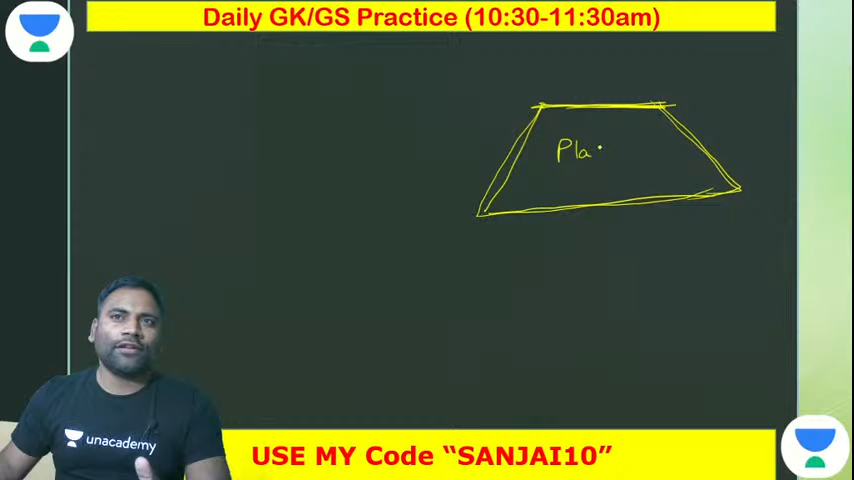 Daily GK/GS Practice (10:30-11:30am)
Pla
unacademy
USE MY Code “SANJAI10”